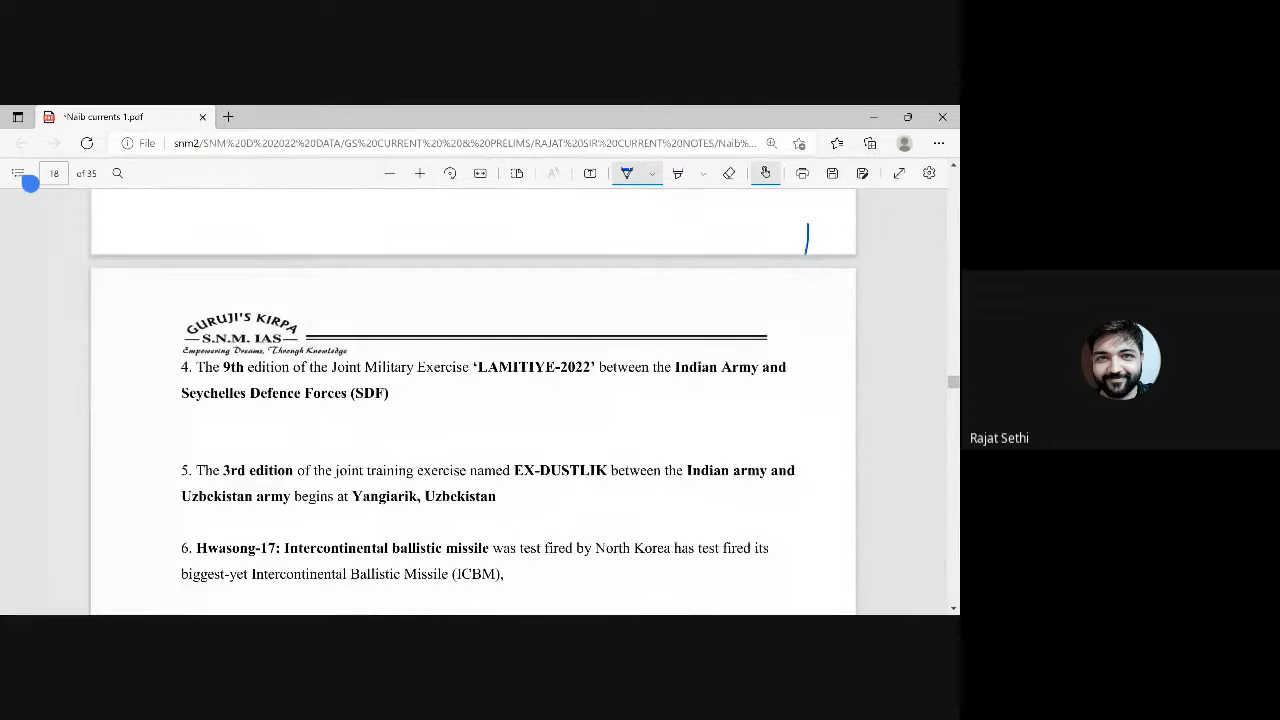 *Naib currents 1.pdf
File
snm2/SNM%20D%202022%20DATA/GS%20CURRENT%20%20&%20PRELIMS/RAJAT%20SIR%20CURRENT%20NOTES/Naib%...
18 of 35
GURUJI'S KIRPA
S.N.M. IAS
Empowering Dreams, Through Knowledge
4. The 9th edition of the Joint Military Exercise ‘LAMITIYE-2022’ between the Indian Army and
Seychelles Defence Forces (SDF)
Rajat Sethi
5. The 3rd edition of the joint training exercise named EX-DUSTLIK between the Indian army and
Uzbekistan army begins at Yangiarik, Uzbekistan
6. Hwasong-17: Intercontinental ballistic missile was test fired by North Korea has test fired its
biggest-yet Intercontinental Ballistic Missile (ICBM),